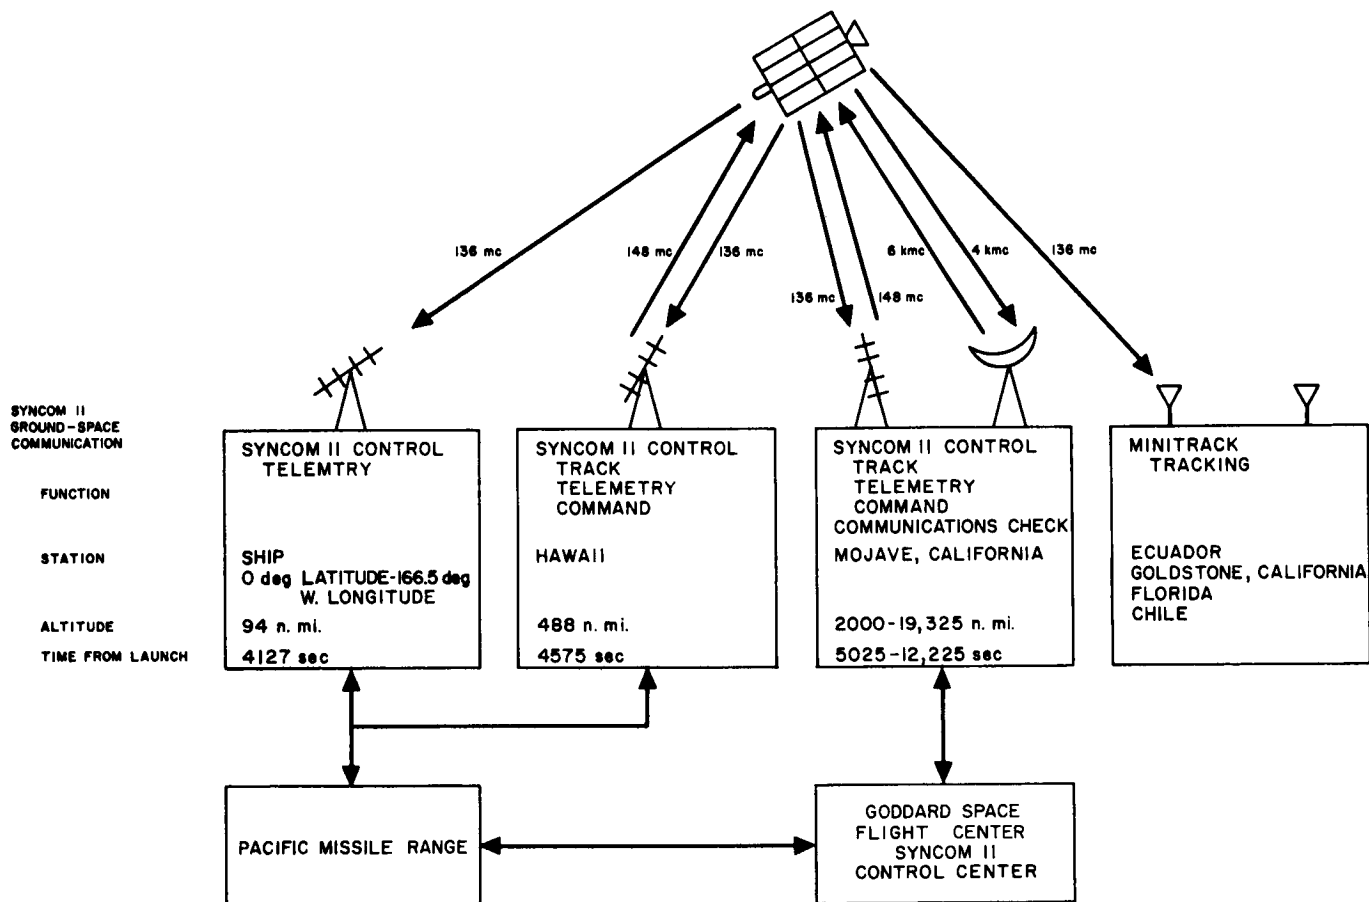 136 mc
148 mc
136 mc
6 kmc
4 kmc
136 mc
136 mc
148 mc
SYNCOM II
GROUND-SPACE
COMMUNICATION
FUNCTION
STATION
ALTITUDE
TIME FROM LAUNCH
SYNCOM II CONTROL
TELEMTRY
SHIP
0 deg LATITUDE-166.5 deg
W. LONGITUDE
94 n. mi.
4127 sec
SYNCOM II CONTROL
TRACK
TELEMETRY
COMMAND
HAWAII
488 n. mi.
4575 sec
SYNCOM II CONTROL
TRACK
TELEMETRY
COMMAND
COMMUNICATIONS CHECK
MOJAVE, CALIFORNIA
2000-19,325 n. mi.
5025-12,225 sec
MINITRACK
TRACKING
ECUADOR
GOLDSTONE, CALIFORNIA
FLORIDA
CHILE
PACIFIC MISSILE RANGE
GODDARD SPACE
FLIGHT CENTER
SYNCOM II
CONTROL CENTER